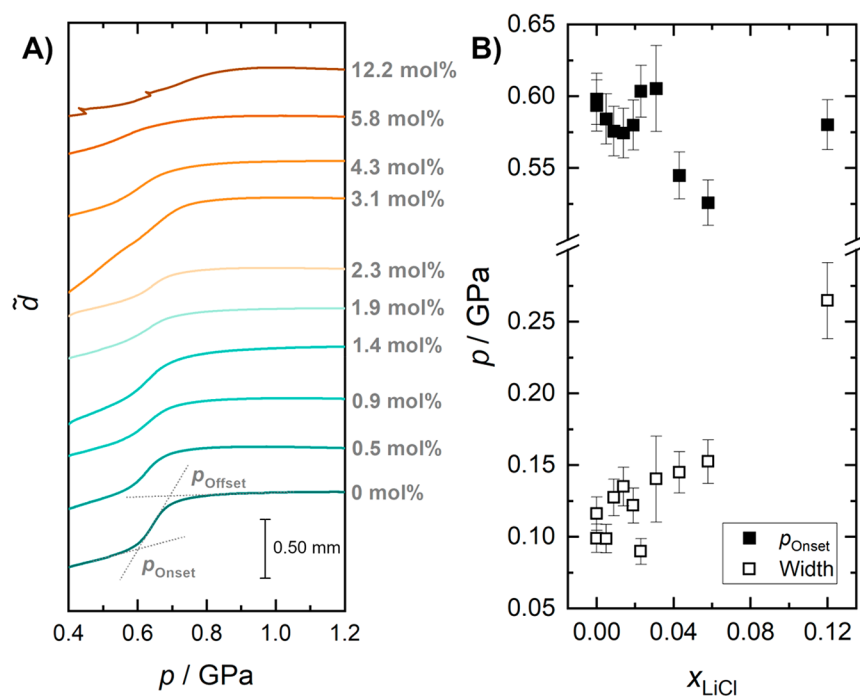 A)
12.2 mol%
5.8 mol%
4.3 mol%
3.1 mol%
2.3 mol%
1.9 mol%
1.4 mol%
0.9 mol%
0.5 mol%
0 mol%
pOffset
pOnset
0.50 mm
d̃
0.4 0.6 0.8 1.0 1.2
p / GPa
B)
0.65
0.60
0.55
0.25
0.20
0.15
0.10
0.05
p / GPa
pOnset
Width
0.00 0.04 0.08 0.12
xLiCl